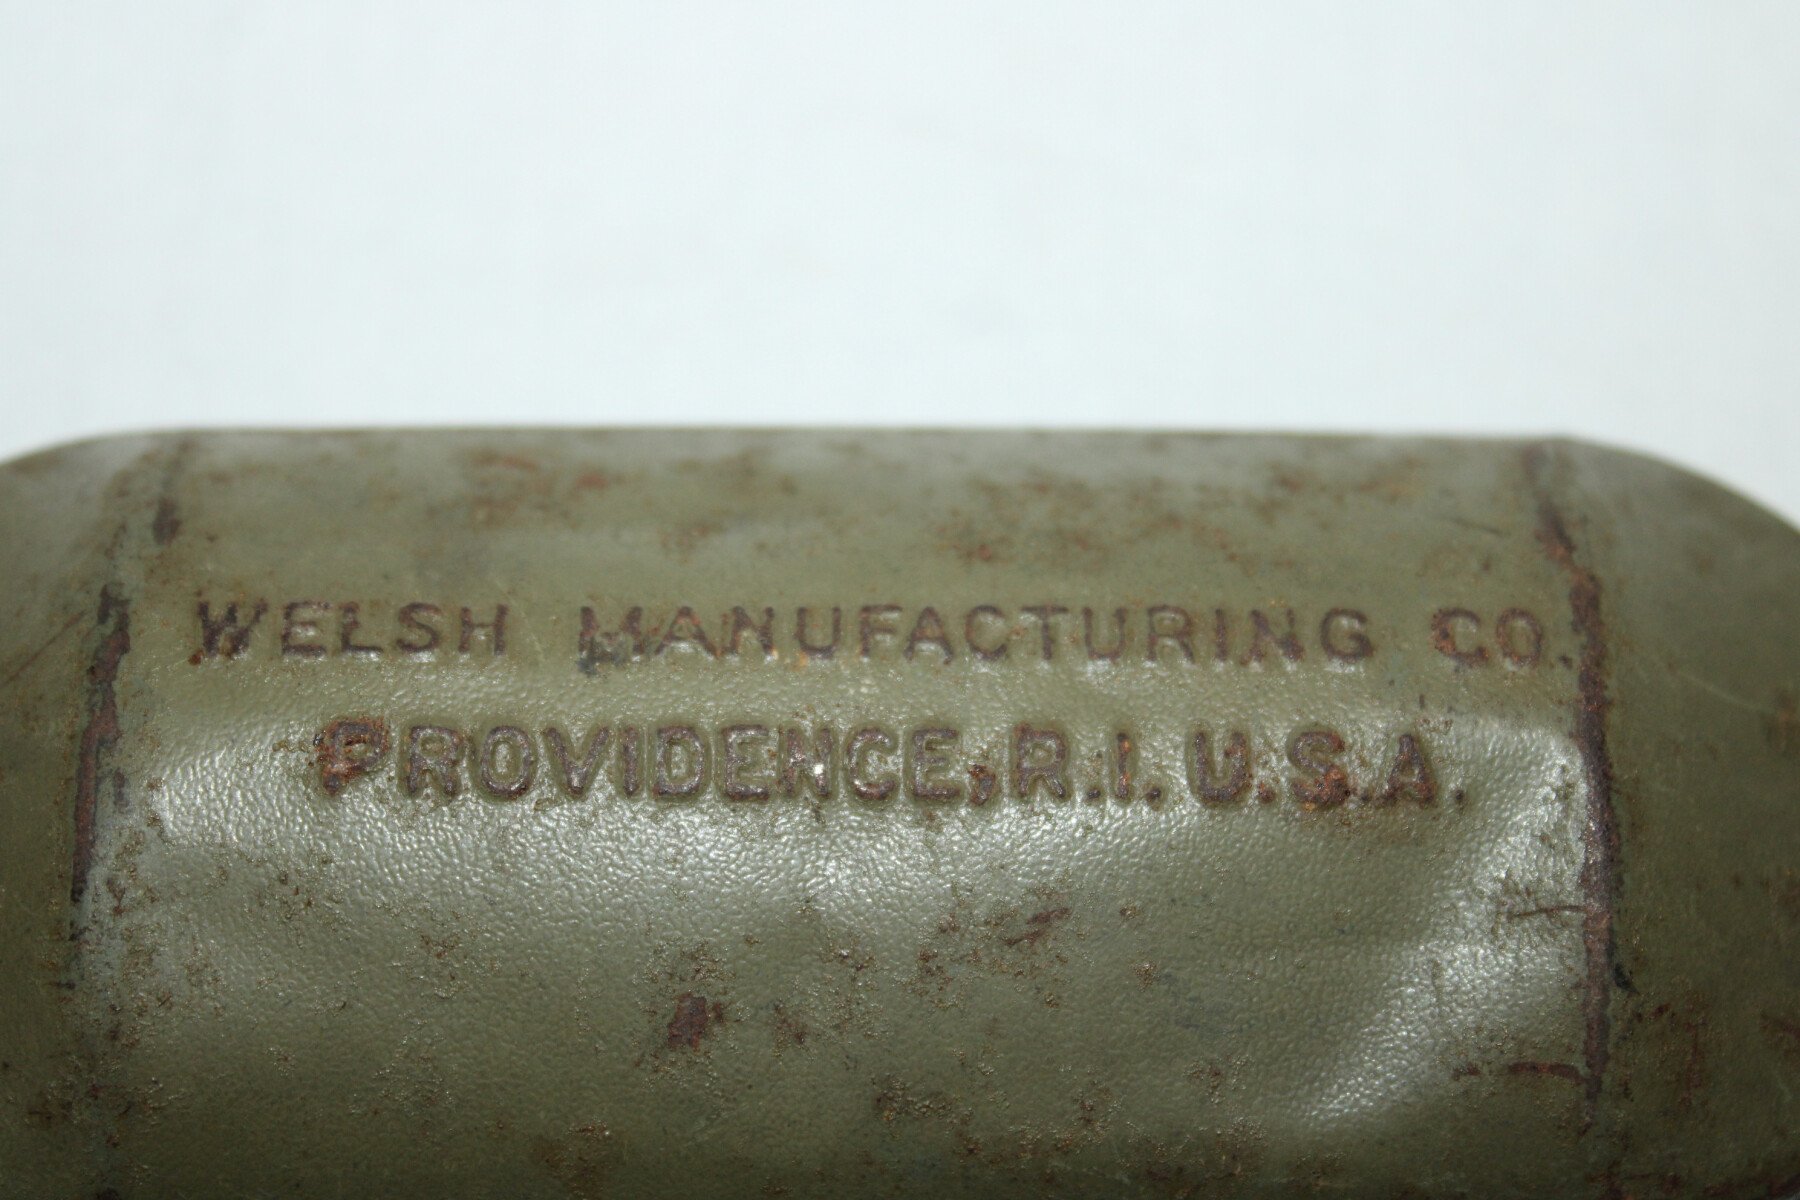 WELSH MANUFACTURING CO.
PROVIDENCE, R.I. U.S.A.